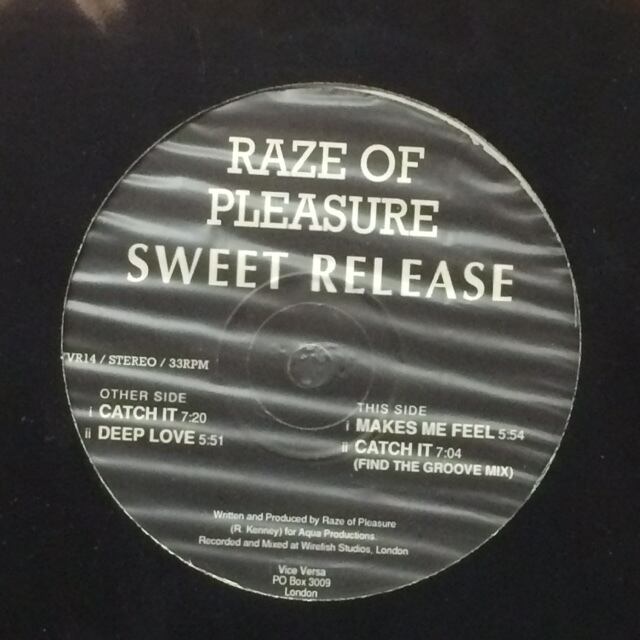 RAZE OF
PLEASURE
SWEET RELEASE
VR14 / STEREO / 33RPM
OTHER SIDE
i CATCH IT 7:20
ii DEEP LOVE 5:51
THIS SIDE
i MAKES ME FEEL 5:54
ii CATCH IT 7:04
(FIND THE GROOVE MIX)
Written and Produced by Raze of Pleasure
(R. Kenney) for Aqua Productions.
Recorded and Mixed at Wirefish Studios, London
Vice Versa
PO Box 3009
London